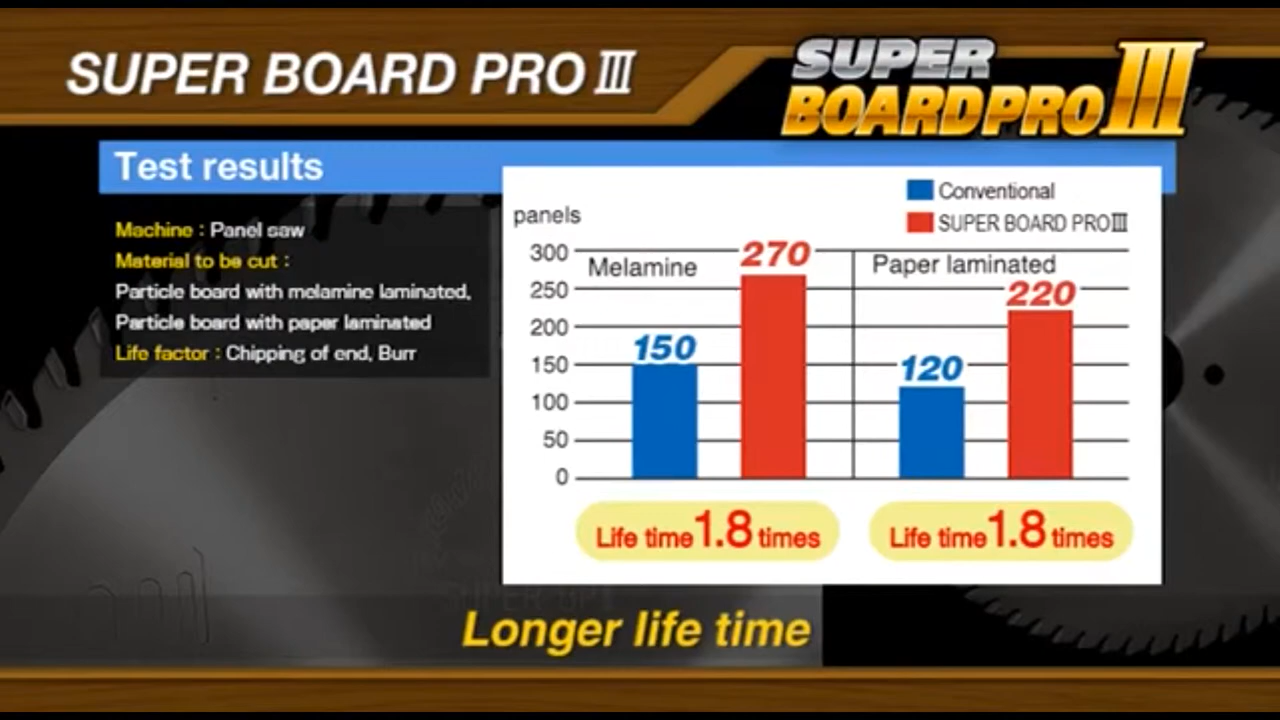 SUPER BOARD PRO Ⅲ
SUPER
BOARD PRO Ⅲ
Test results
Machine : Panel saw
Material to be cut :
Particle board with melamine laminated,
Particle board with paper laminated
Life factor : Chipping of end, Burr
Conventional
SUPER BOARD PROⅢ
panels
300
250
200
150
100
50
0
Melamine
150
270
Paper laminated
120
220
Life time 1.8 times
Life time 1.8 times
Longer life time